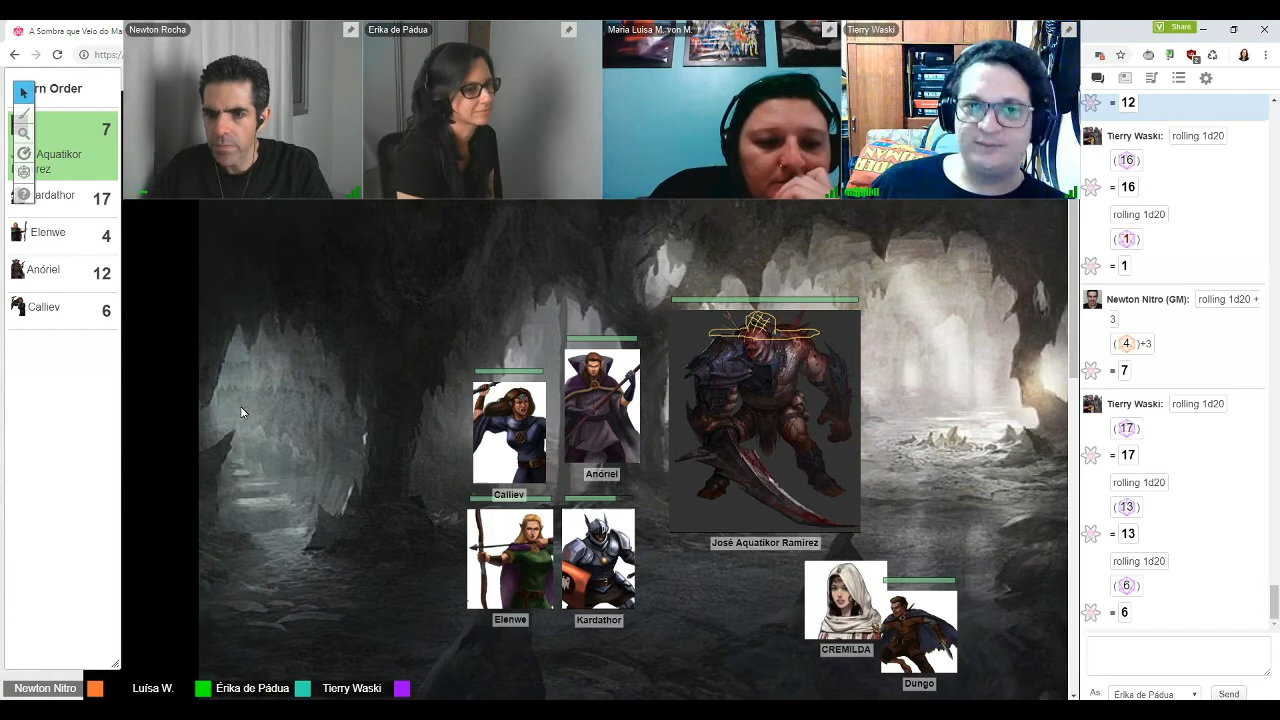 A Sombra que Veio do Ma
https:/
rn Order
7
Aquatikor
rez
ardathor 17
Elenwe 4
Anóriel 12
Calliev 6
Newton Rocha
Erika de Pádua
Maria Luisa M. von M.
Tierry Waski
Share
Calliev
Anóriel
Elenwe
Kardathor
José Aquatikor Ramirez
CREMILDA
Dungo
= 12
Tierry Waski: rolling 1d20
(16)
= 16
rolling 1d20
(1)
= 1
Newton Nitro (GM): rolling 1d20 +
3
(4)+3
= 7
Tierry Waski: rolling 1d20
(17)
= 17
rolling 1d20
(13)
= 13
rolling 1d20
(6)
= 6
As: Érika de Pádua Send
Newton Nitro
Luísa W.
Érika de Pádua
Tierry Waski